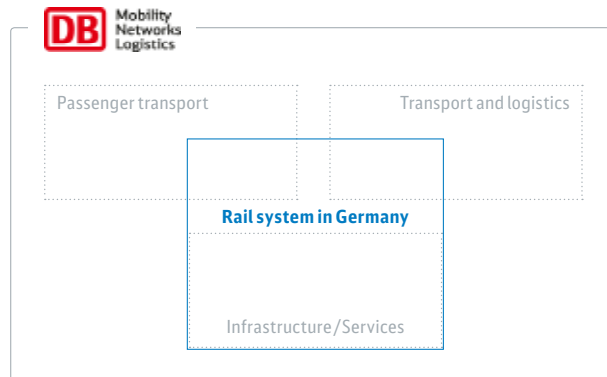 DB
Mobility
Networks
Logistics
Passenger transport
Transport and logistics
Rail system in Germany
Infrastructure/Services